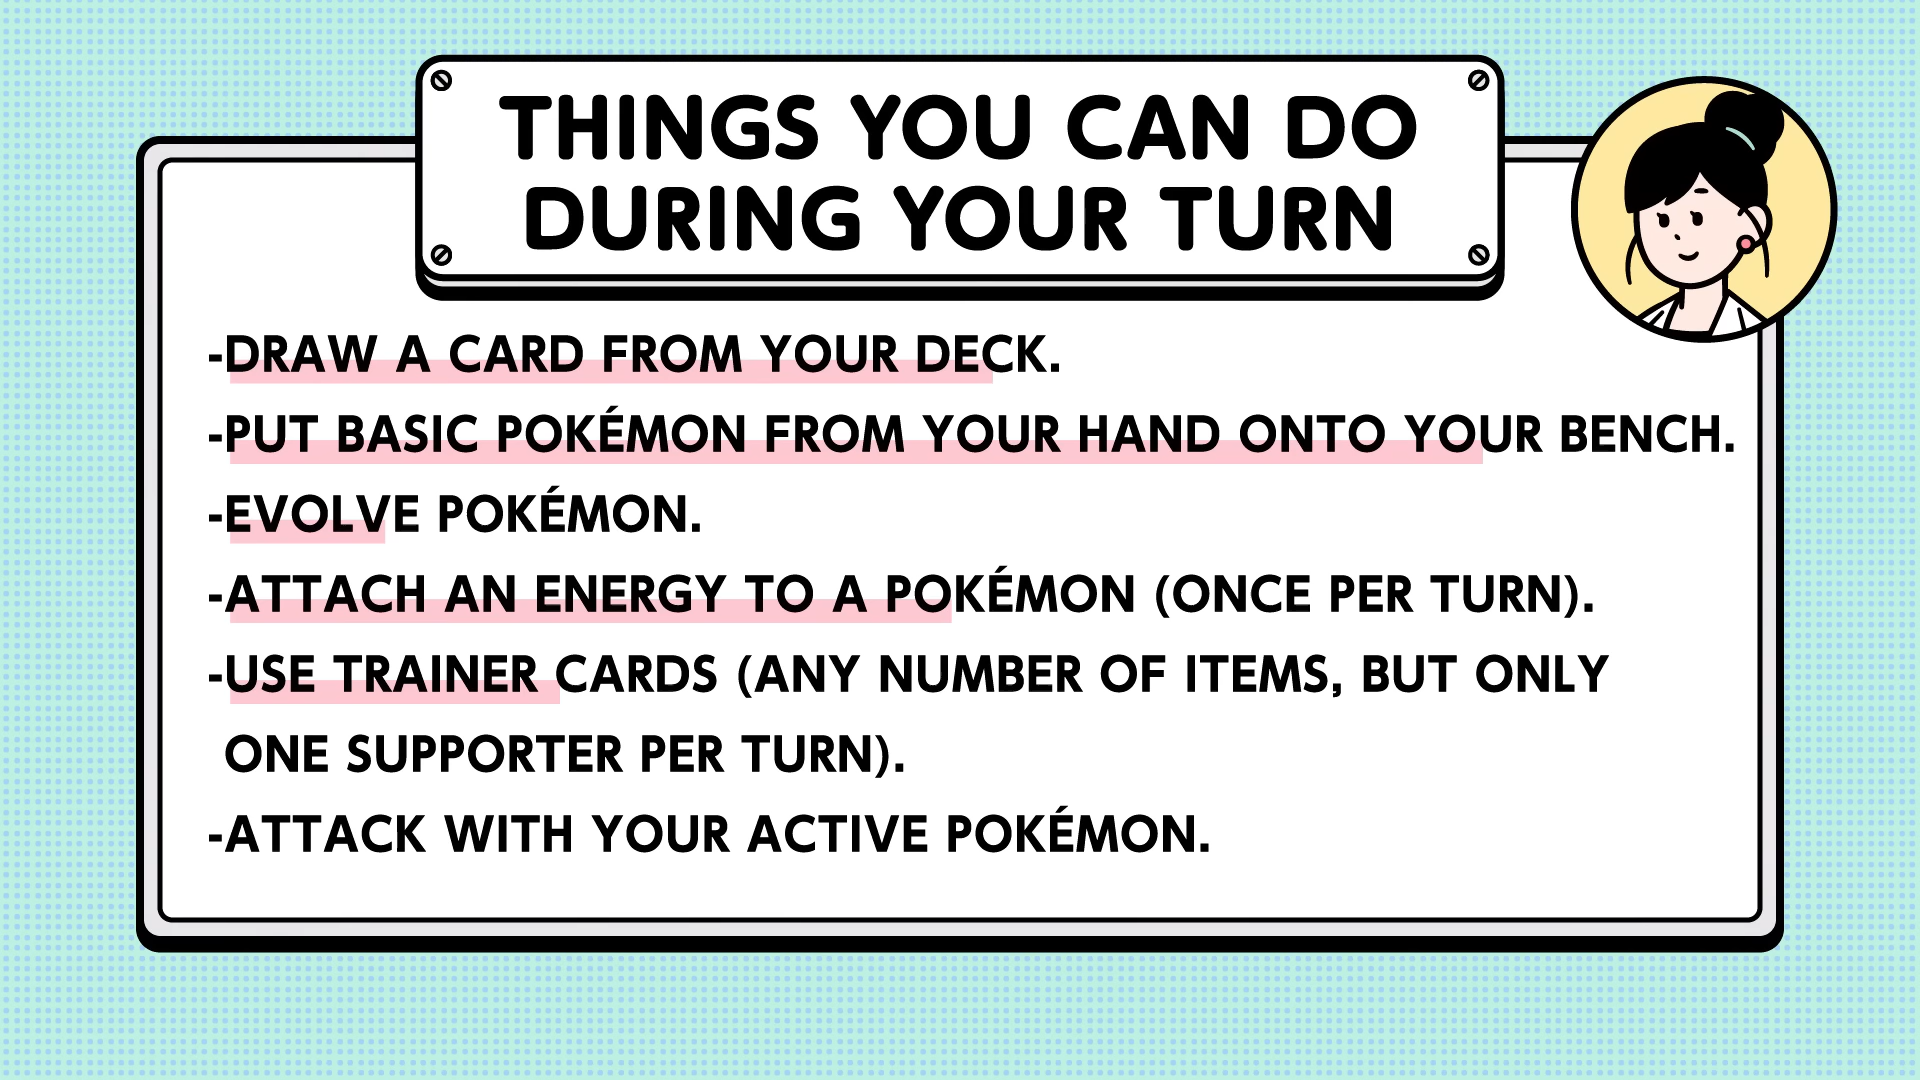 THINGS YOU CAN DO
DURING YOUR TURN
-DRAW A CARD FROM YOUR DECK.
-PUT BASIC POKÉMON FROM YOUR HAND ONTO YOUR BENCH.
-EVOLVE POKÉMON.
-ATTACH AN ENERGY TO A POKÉMON (ONCE PER TURN).
-USE TRAINER CARDS (ANY NUMBER OF ITEMS, BUT ONLY
ONE SUPPORTER PER TURN).
-ATTACK WITH YOUR ACTIVE POKÉMON.